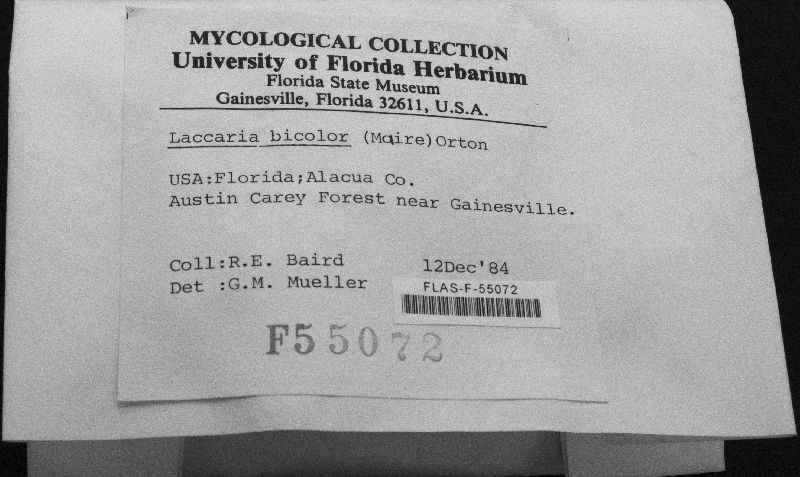 MYCOLOGICAL COLLECTION
University of Florida Herbarium
Florida State Museum
Gainesville, Florida 32611, U.S.A.
Laccaria bicolor (Maire)Orton
USA:Florida;Alacua Co.
Austin Carey Forest near Gainesville.
Coll:R.E. Baird 12Dec'84
Det :G.M. Mueller
FLAS-F-55072
F55072